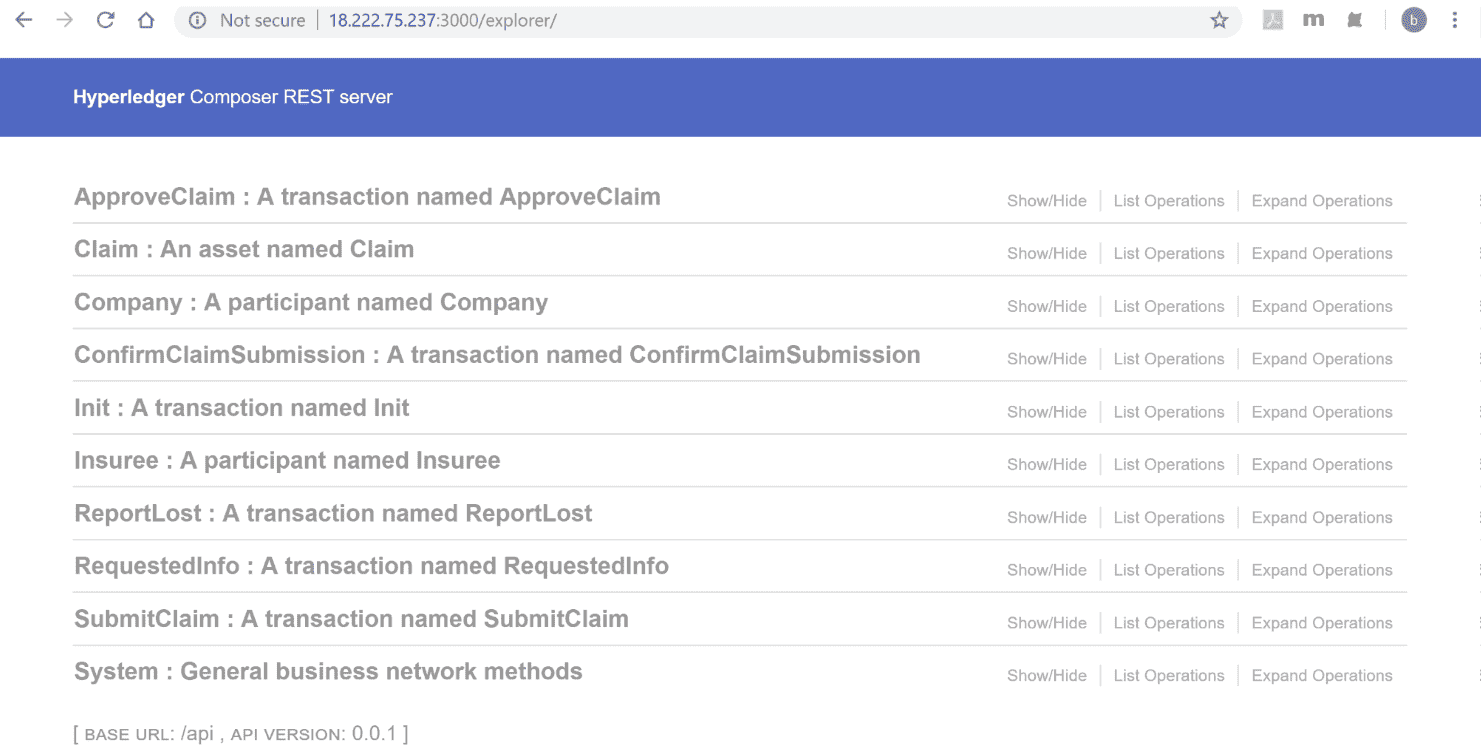 Not secure | 18.222.75.237:3000/explorer/
m
b
Hyperledger Composer REST server
ApproveClaim : A transaction named ApproveClaim Show/Hide | List Operations | Expand Operations
Claim : An asset named Claim Show/Hide | List Operations | Expand Operations
Company : A participant named Company Show/Hide | List Operations | Expand Operations
ConfirmClaimSubmission : A transaction named ConfirmClaimSubmission Show/Hide | List Operations | Expand Operations
Init : A transaction named Init Show/Hide | List Operations | Expand Operations
Insuree : A participant named Insuree Show/Hide | List Operations | Expand Operations
ReportLost : A transaction named ReportLost Show/Hide | List Operations | Expand Operations
RequestedInfo : A transaction named RequestedInfo Show/Hide | List Operations | Expand Operations
SubmitClaim : A transaction named SubmitClaim Show/Hide | List Operations | Expand Operations
System : General business network methods Show/Hide | List Operations | Expand Operations
[ BASE URL: /api , API VERSION: 0.0.1 ]